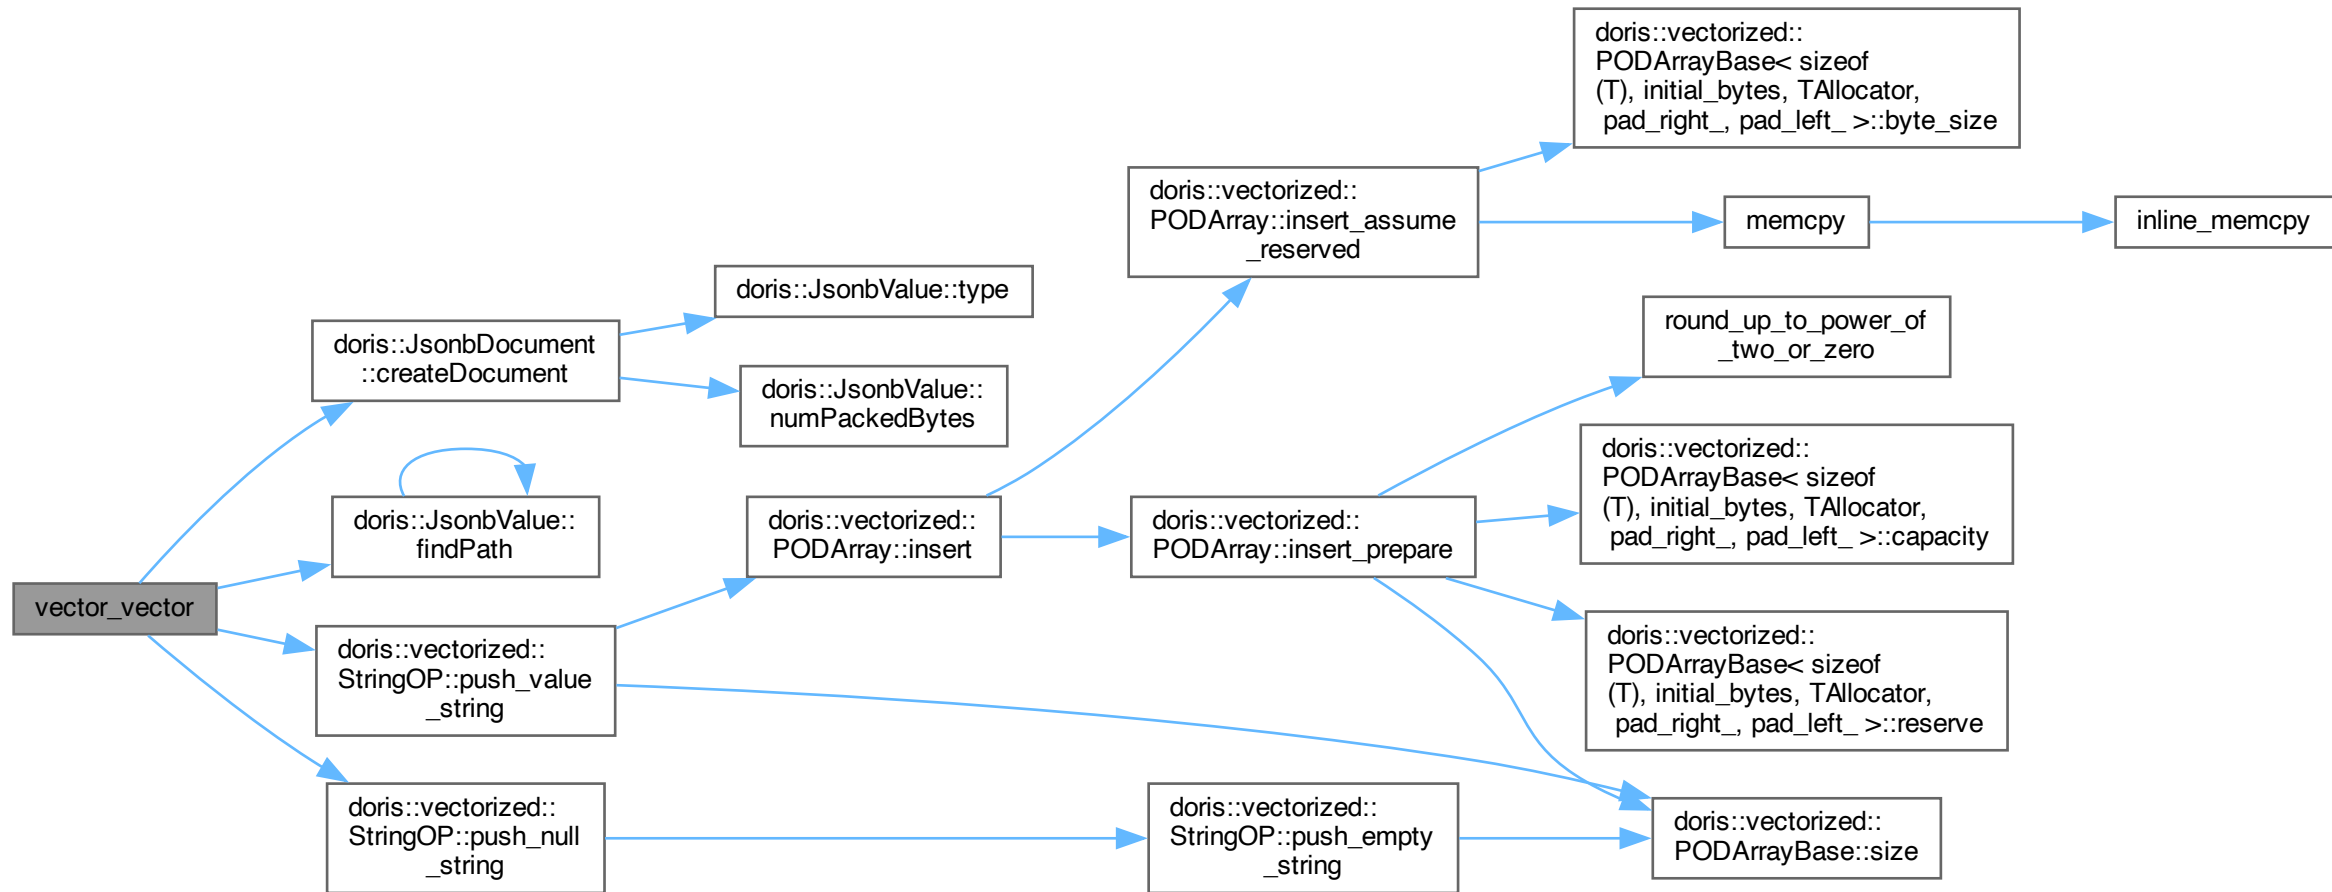 vector_vector
doris::JsonbDocument
::createDocument
doris::JsonbValue::type
doris::JsonbValue::
numPackedBytes
doris::JsonbValue::
findPath
doris::vectorized::
StringOP::push_value
_string
doris::vectorized::
PODArray::insert
doris::vectorized::
PODArray::insert_assume
_reserved
doris::vectorized::
PODArrayBase< sizeof
(T), initial_bytes, TAllocator,
pad_right_, pad_left_ >::byte_size
memcpy
inline_memcpy
doris::vectorized::
PODArray::insert_prepare
round_up_to_power_of
_two_or_zero
doris::vectorized::
PODArrayBase< sizeof
(T), initial_bytes, TAllocator,
pad_right_, pad_left_ >::capacity
doris::vectorized::
PODArrayBase< sizeof
(T), initial_bytes, TAllocator,
pad_right_, pad_left_ >::reserve
doris::vectorized::
PODArrayBase::size
doris::vectorized::
StringOP::push_null
_string
doris::vectorized::
StringOP::push_empty
_string